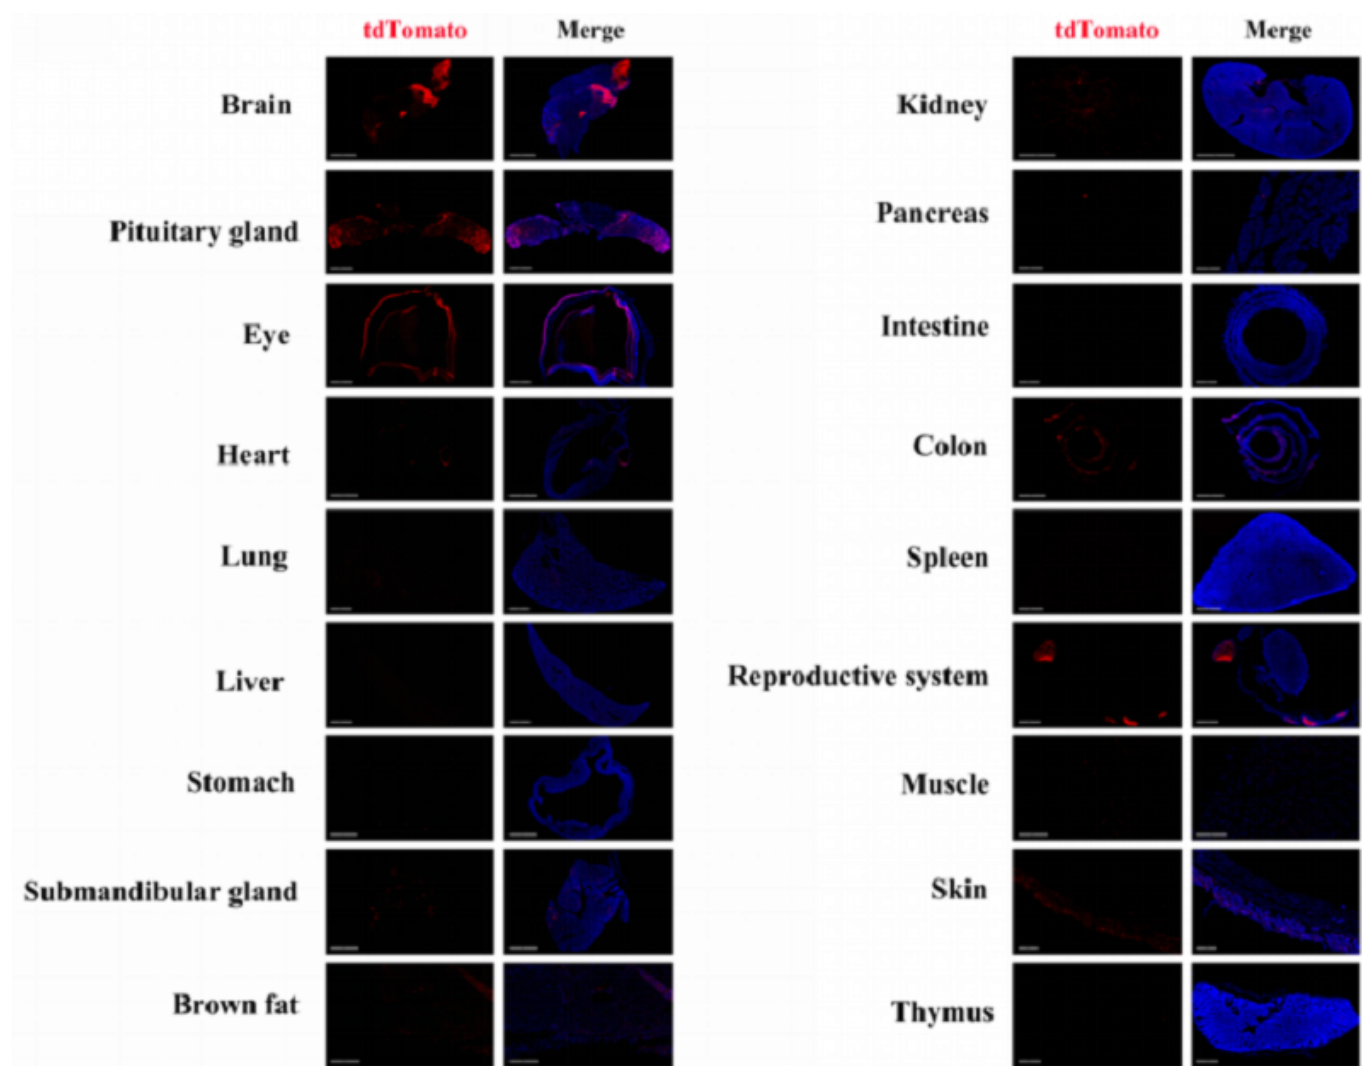 tdTomato Merge
Brain
Pituitary gland
Eye
Heart
Lung
Liver
Stomach
Submandibular gland
Brown fat
tdTomato Merge
Kidney
Pancreas
Intestine
Colon
Spleen
Reproductive system
Muscle
Skin
Thymus